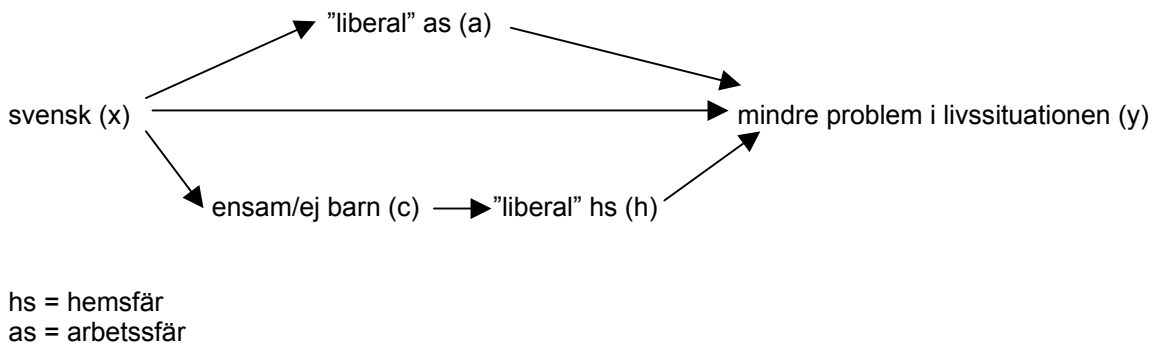 ”liberal” as (a)
svensk (x)
mindre problem i livssituationen (y)
ensam/ej barn (c)
”liberal” hs (h)
hs = hemsfär
as = arbetssfär